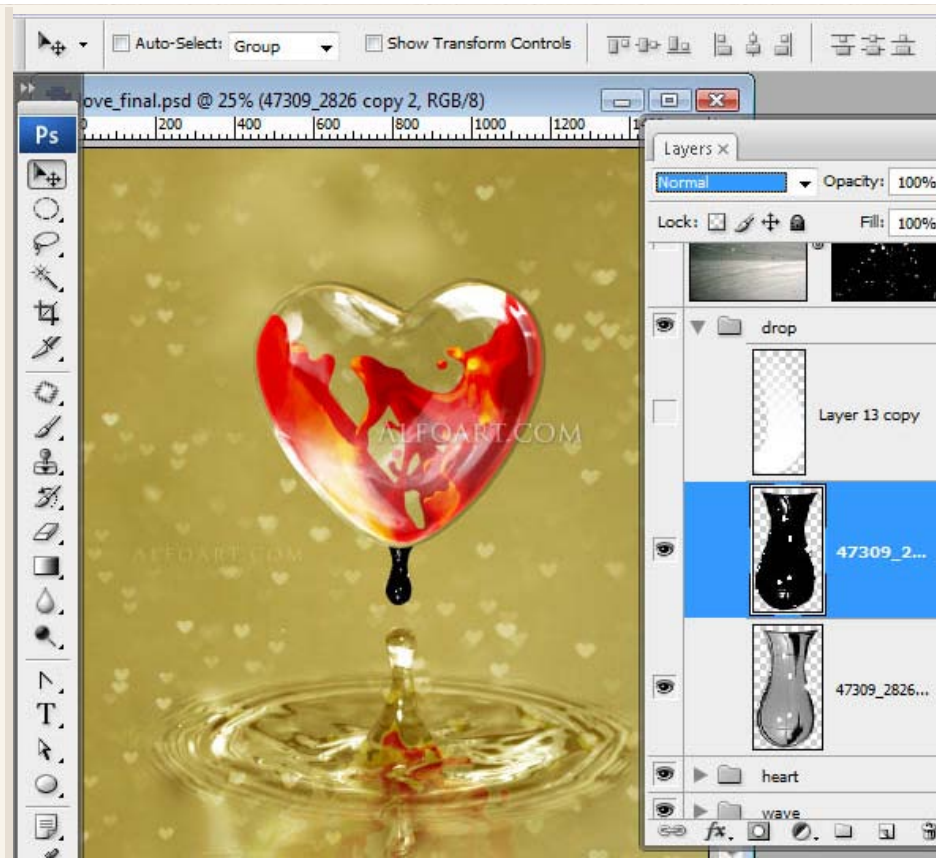 Auto-Select: Group Show Transform Controls
ove_final.psd @ 25% (47309_2826 copy 2, RGB/8)
Ps
200 400 600 800 1000 1200
Layers ×
Normal Opacity: 100%
Lock: Fill: 100%
drop
Layer 13 copy
ALFOART.COM
ALFOART.COM
47309_2...
47309_2826...
heart
wave
T
fx.